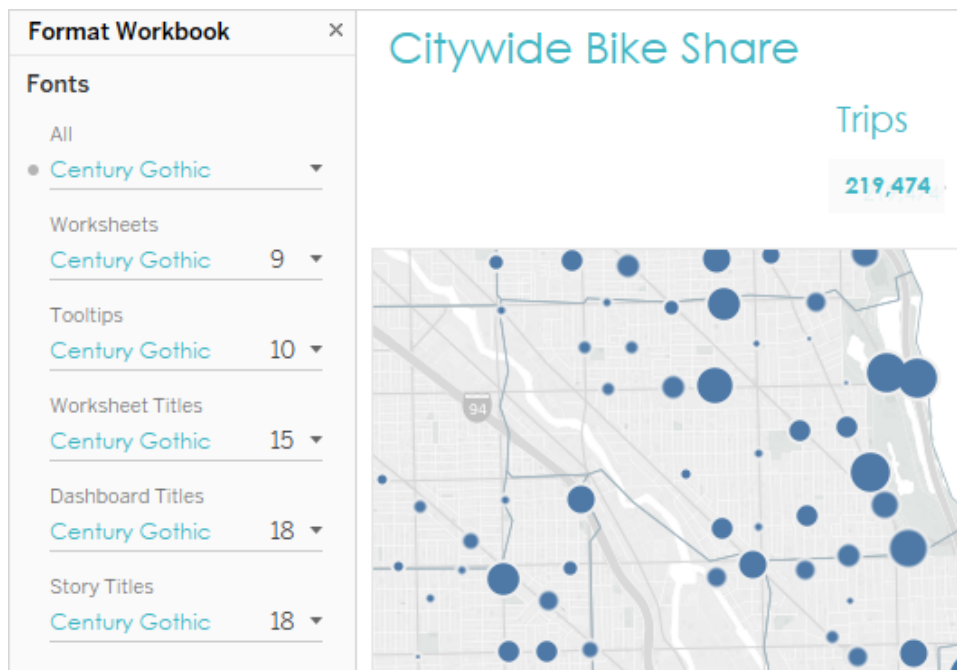 Format Workbook ×
Fonts
All
Century Gothic
Worksheets
Century Gothic 9
Tooltips
Century Gothic 10
Worksheet Titles
Century Gothic 15
Dashboard Titles
Century Gothic 18
Story Titles
Century Gothic 18
Citywide Bike Share
Trips
219,474
94